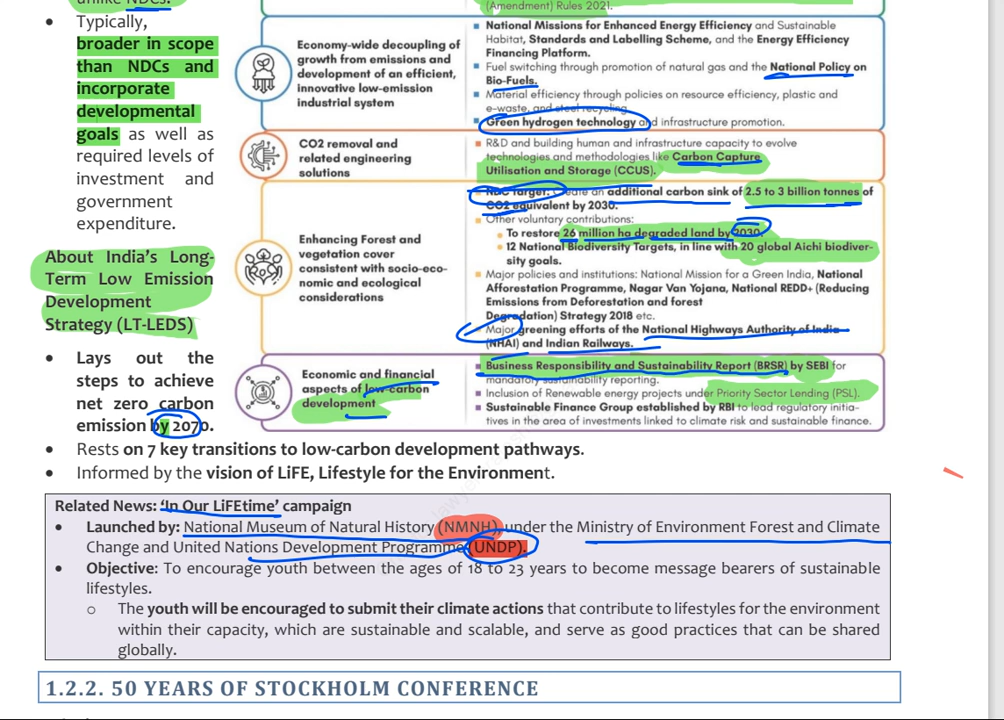 unlike NDCs.
• Typically,
broader in scope
than NDCs and
incorporate
developmental
goals as well as
required levels of
investment and
government
expenditure.
About India's Long-
Term Low Emission
Development
Strategy (LT-LEDS)
• Lays out the
steps to achieve
net zero carbon
emission by 2070.
(Amendment) Rules 2021.
Economy-wide decoupling of
growth from emissions and
development of an efficient,
innovative low-emission
industrial system
National Missions for Enhanced Energy Efficiency and Sustainable
Habitat, Standards and Labelling Scheme, and the Energy Efficiency
Financing Platform.
Fuel switching through promotion of natural gas and the National Policy on
Bio-Fuels.
Material efficiency through policies on resource efficiency, plastic and
e-waste, and steel recycling.
Green hydrogen technology and infrastructure promotion.
CO2 removal and
related engineering
solutions
R&D and building human and infrastructure capacity to evolve
technologies and methodologies like Carbon Capture
Utilisation and Storage (CCUS).
Enhancing Forest and
vegetation cover
consistent with socio-eco-
nomic and ecological
considerations
NDC Target: Create an additional carbon sink of 2.5 to 3 billion tonnes of
CO2 equivalent by 2030.
Other voluntary contributions:
To restore 26 million ha degraded land by 2030.
12 National Biodiversity Targets, in line with 20 global Aichi biodiver-
sity goals.
Major policies and institutions: National Mission for a Green India, National
Afforestation Programme, Nagar Van Yojana, National REDD+ (Reducing
Emissions from Deforestation and forest
Degradation) Strategy 2018 etc.
Major greening efforts of the National Highways Authority of India
(NHAI) and Indian Railways.
Economic and financial
aspects of low-carbon
development
Business Responsibility and Sustainability Report (BRSR) by SEBI for
mandatory sustainability reporting.
Inclusion of Renewable energy projects under Priority Sector Lending (PSL).
Sustainable Finance Group established by RBI to lead regulatory initia-
tives in the area of investments linked to climate risk and sustainable finance.
• Rests on 7 key transitions to low-carbon development pathways.
• Informed by the vision of LiFE, Lifestyle for the Environment.
Related News: 'In Our LiFEtime' campaign
• Launched by: National Museum of Natural History (NMNH), under the Ministry of Environment Forest and Climate
Change and United Nations Development Programme (UNDP).
• Objective: To encourage youth between the ages of 18 to 23 years to become message bearers of sustainable
lifestyles.
o The youth will be encouraged to submit their climate actions that contribute to lifestyles for the environment
within their capacity, which are sustainable and scalable, and serve as good practices that can be shared
globally.
1.2.2. 50 YEARS OF STOCKHOLM CONFERENCE